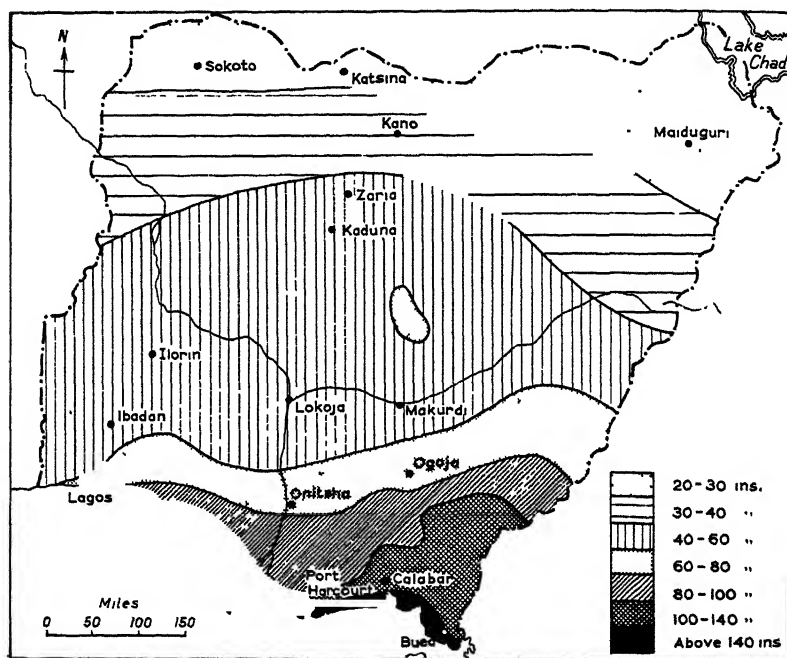 N
Sokoto
Katsina
Lake
Chad
Kano
Maiduguri
Zaria
Kaduna
Ilorin
Ibadan
Lokoja
Makurdi
Ogoja
Lagos
Onitsha
Port
Harcourt
Calabar
Buea
Miles
0 50 100 150
20-30 ins.
30-40 "
40-60 "
60-80 "
80-100 "
100-140 "
Above 140 ins